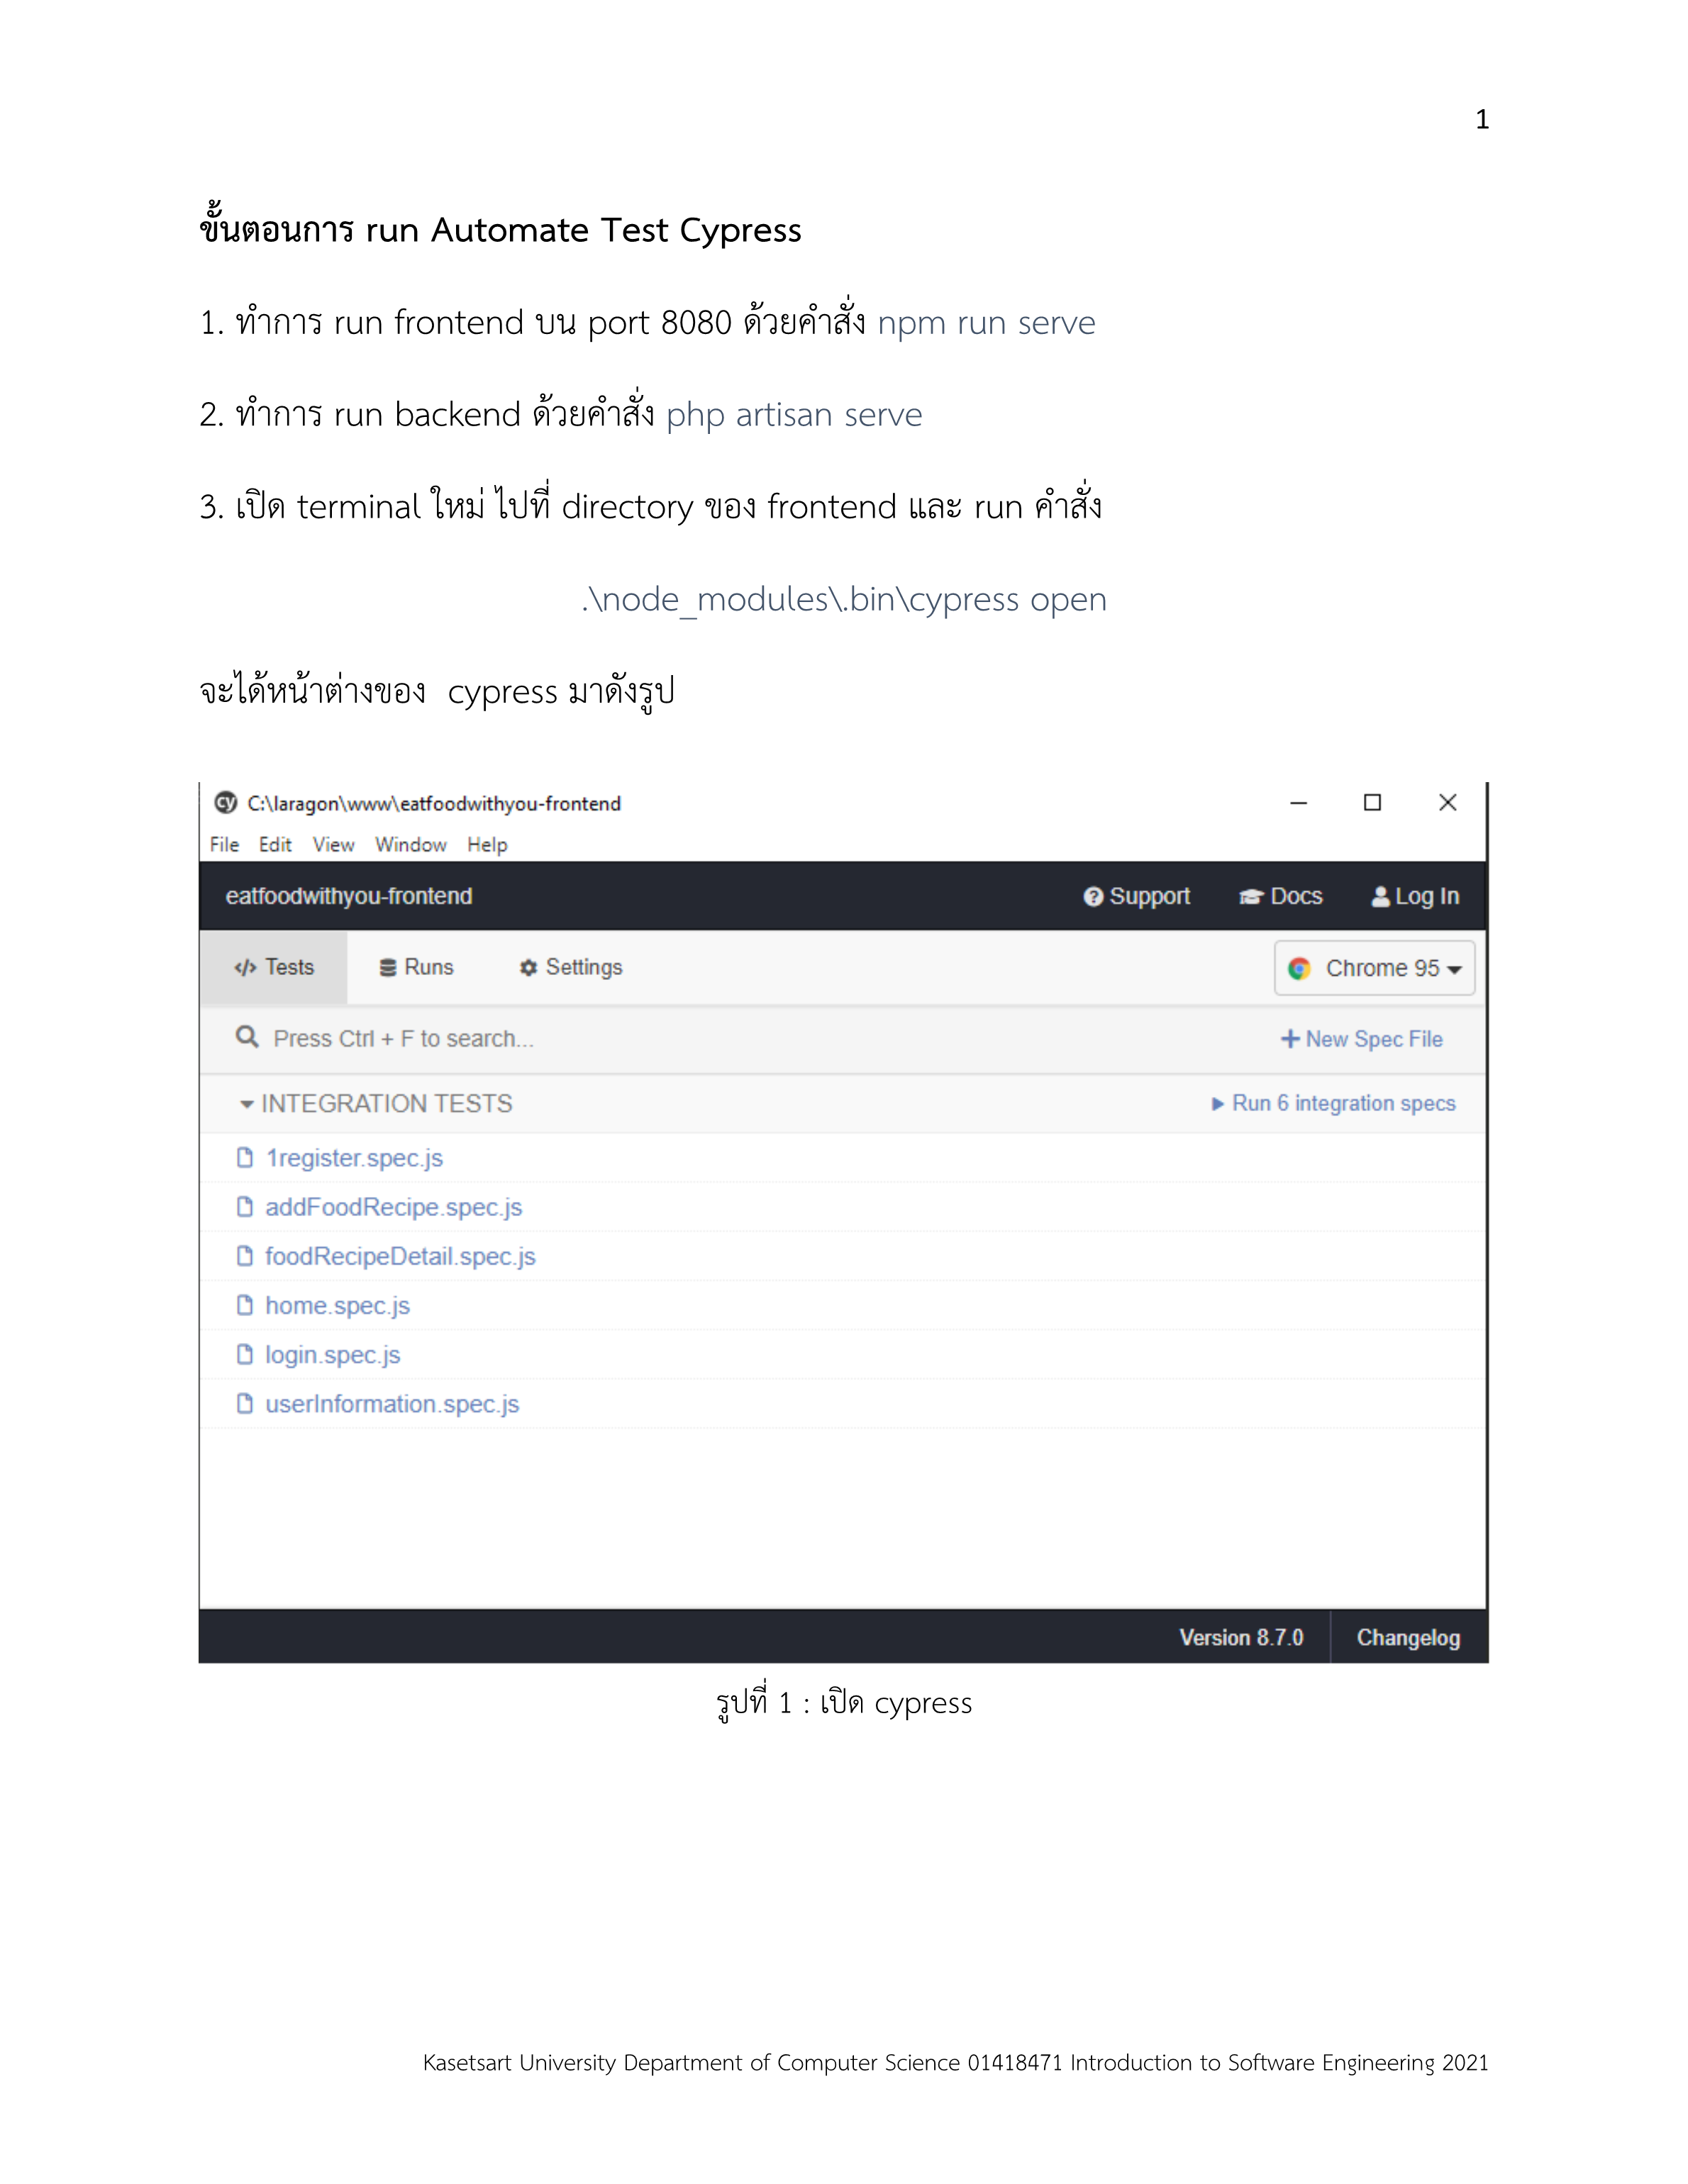 1
ขั้นตอนการ run Automate Test Cypress
1. ทำการ run frontend บน port 8080 ด้วยคำสั่ง npm run serve
2. ทำการ run backend ด้วยคำสั่ง php artisan serve
3. เปิด terminal ใหม่ ไปที่ directory ของ frontend และ run คำสั่ง
.\node_modules\.bin\cypress open
จะได้หน้าต่างของ  cypress มาดังรูป
cy C:\laragon\www\eatfoodwithyou-frontend
File Edit View Window Help
eatfoodwithyou-frontend Support Docs Log In
</> Tests Runs Settings Chrome 95
Press Ctrl + F to search... + New Spec File
INTEGRATION TESTS Run 6 integration specs
1register.spec.js
addFoodRecipe.spec.js
foodRecipeDetail.spec.js
home.spec.js
login.spec.js
userInformation.spec.js
Version 8.7.0 Changelog
รูปที่ 1 : เปิด cypress
Kasetsart University Department of Computer Science 01418471 Introduction to Software Engineering 2021